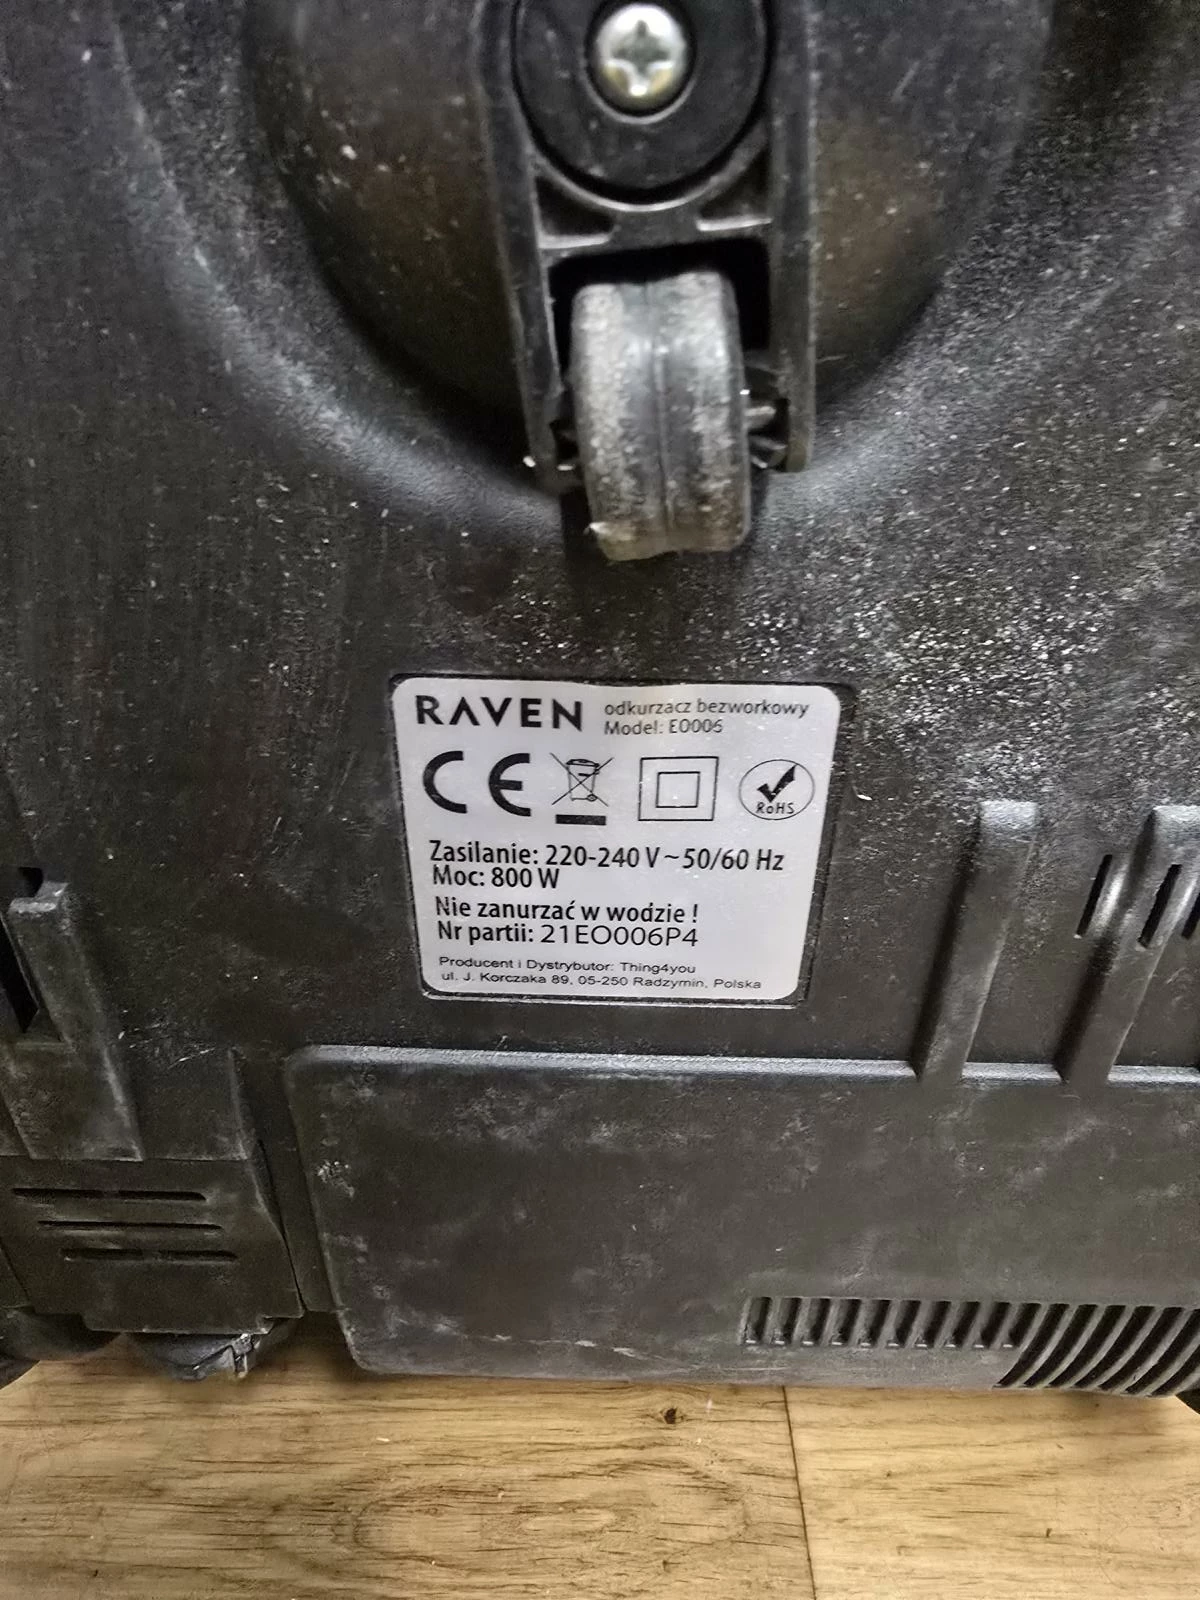 RAVEN odkurzacz bezworkowy
Model: EO006
CE RoHS
Zasilanie: 220-240 V ~ 50/60 Hz
Moc: 800 W
Nie zanurzać w wodzie !
Nr partii: 21EO006P4
Producent i Dystrybutor: Thing4you
ul. J. Korczaka 89, 05-250 Radzymin, Polska